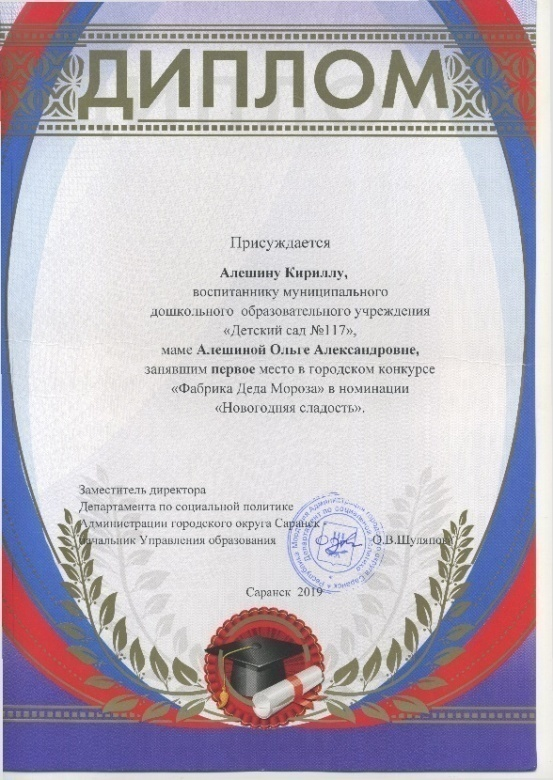 ДИПЛОМ
Присуждается
Алешину Кириллу,
воспитаннику муниципального
дошкольного образовательного учреждения
«Детский сад №117»,
маме Алешиной Ольге Александровне,
занявшим первое место в городском конкурсе
«Фабрика Деда Мороза» в номинации
«Новогодняя сладость».
Заместитель директора
Департамента по социальной политике
Администрации городского округа Саранск -
начальник Управления образования О.В.Шуляпова
Саранск 2019